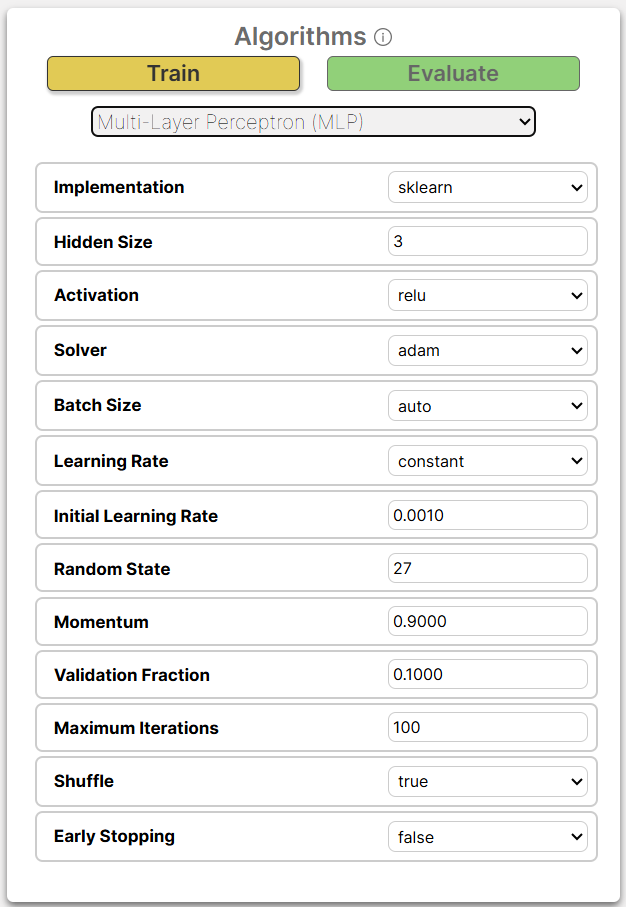 Algorithms
Train Evaluate
Multi-Layer Perceptron (MLP)
Implementation sklearn
Hidden Size 3
Activation relu
Solver adam
Batch Size auto
Learning Rate constant
Initial Learning Rate 0.0010
Random State 27
Momentum 0.9000
Validation Fraction 0.1000
Maximum Iterations 100
Shuffle true
Early Stopping false